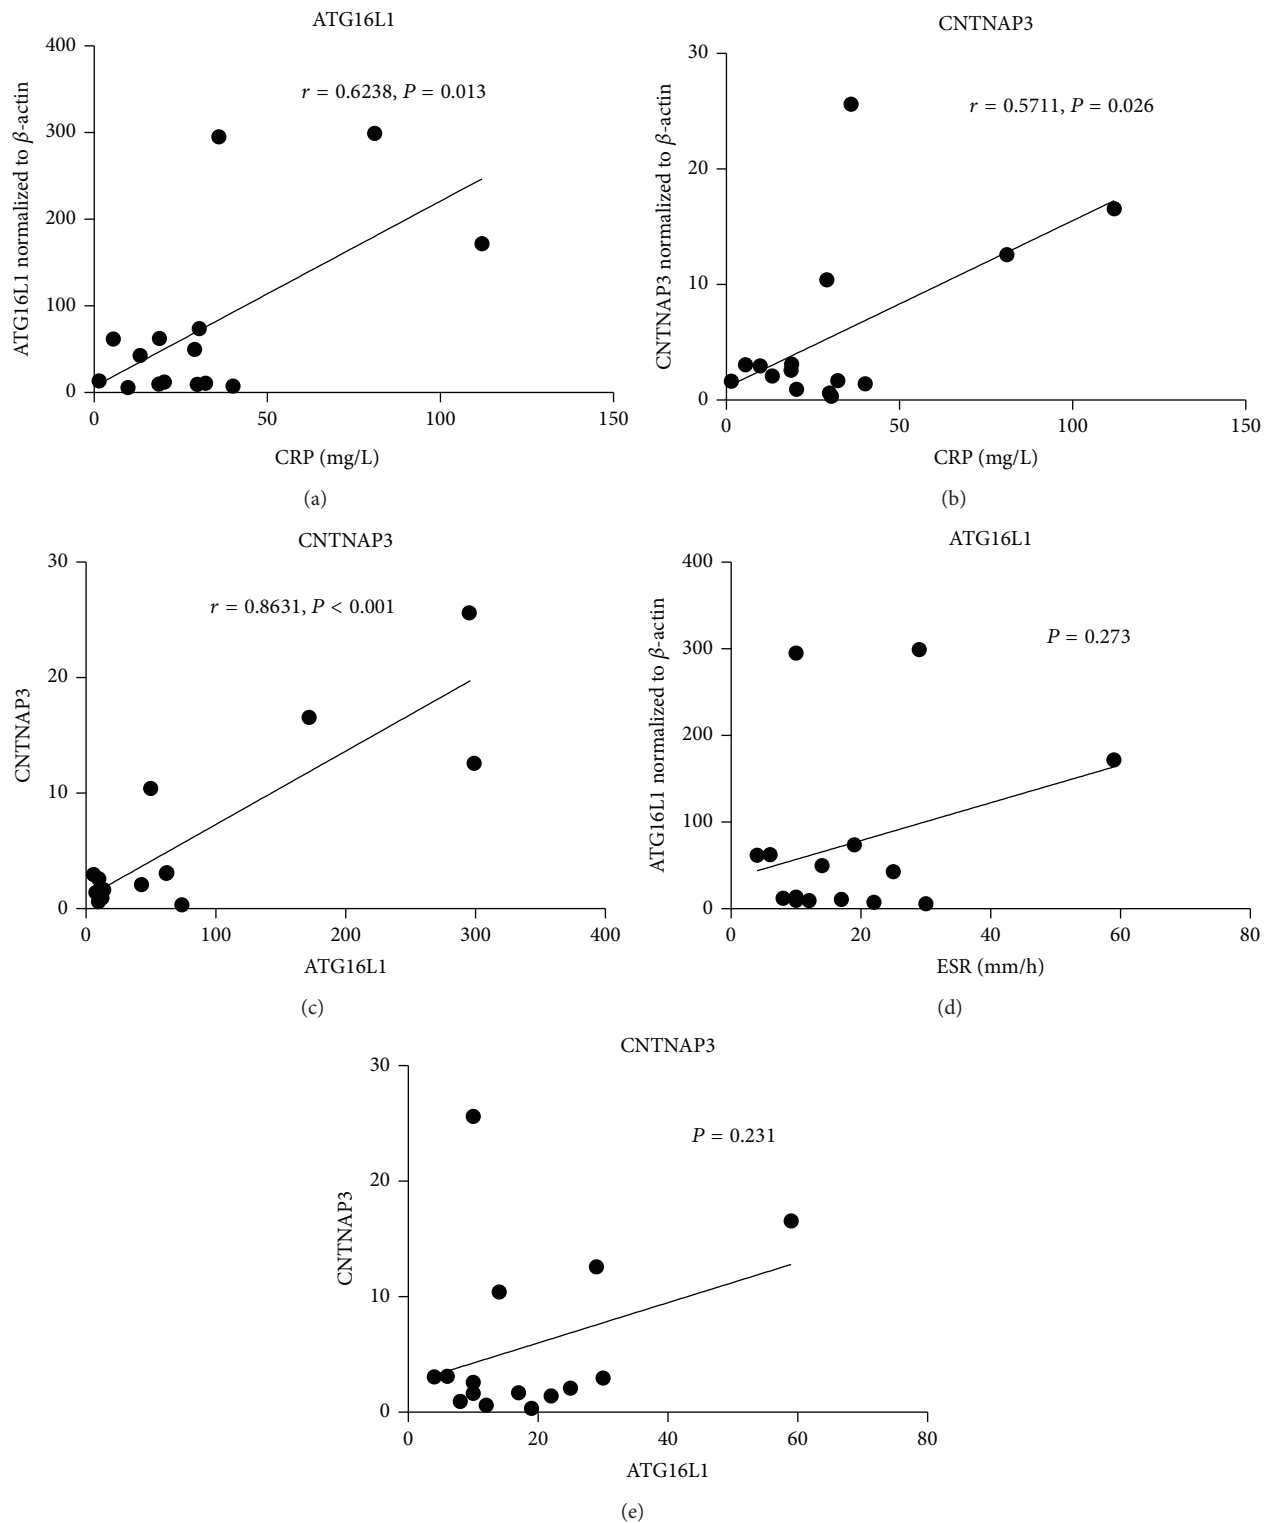 ATG16L1
r = 0.6238, P = 0.013
ATG16L1 normalized to β-actin
400
300
200
100
0
0 50 100 150
CRP (mg/L)
(a)
CNTNAP3
r = 0.5711, P = 0.026
CNTNAP3 normalized to β-actin
30
20
10
0
0 50 100 150
CRP (mg/L)
(b)
CNTNAP3
r = 0.8631, P < 0.001
CNTNAP3
30
20
10
0
0 100 200 300 400
ATG16L1
(c)
ATG16L1
P = 0.273
ATG16L1 normalized to β-actin
400
300
200
100
0
0 20 40 60 80
ESR (mm/h)
(d)
CNTNAP3
P = 0.231
CNTNAP3
30
20
10
0
0 20 40 60 80
ATG16L1
(e)